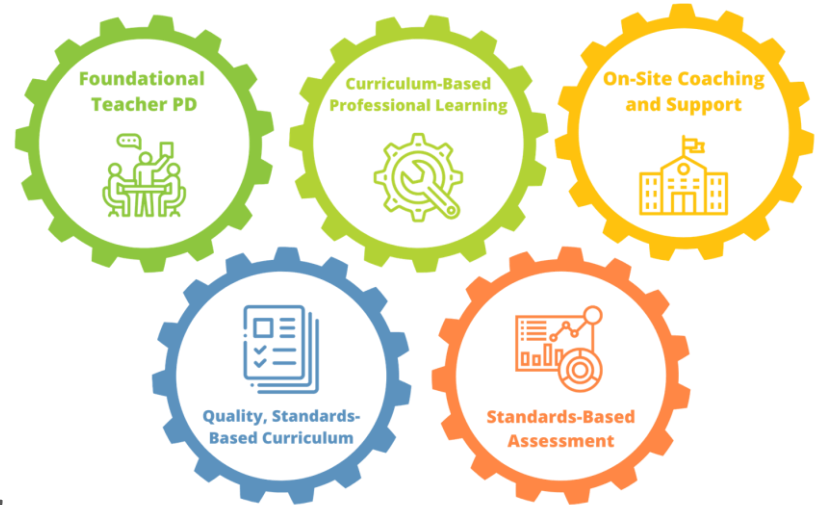 Foundational
Teacher PD
Curriculum-Based
Professional Learning
On-Site Coaching
and Support
Quality, Standards-
Based Curriculum
Standards-Based
Assessment